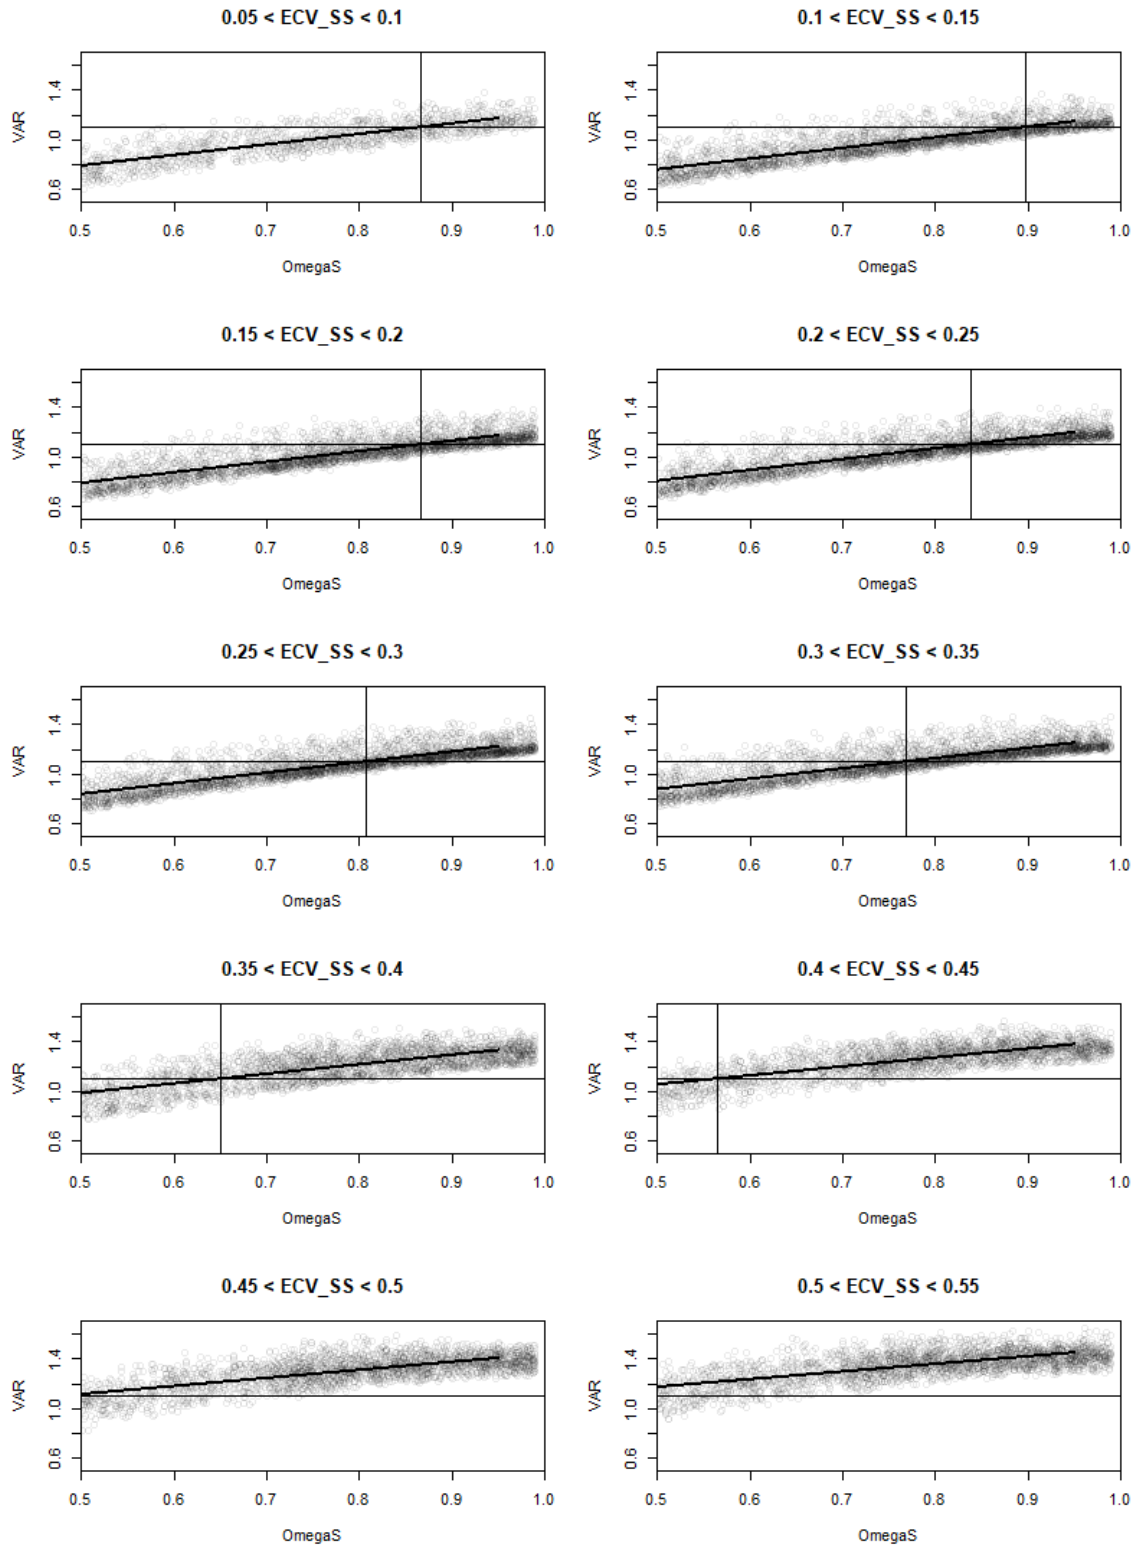 0.05 < ECV_SS < 0.1
VAR
0.6 1.0 1.4
0.5 0.6 0.7 0.8 0.9 1.0
OmegaS
0.1 < ECV_SS < 0.15
VAR
0.6 1.0 1.4
0.5 0.6 0.7 0.8 0.9 1.0
OmegaS
0.15 < ECV_SS < 0.2
VAR
0.6 1.0 1.4
0.5 0.6 0.7 0.8 0.9 1.0
OmegaS
0.2 < ECV_SS < 0.25
VAR
0.6 1.0 1.4
0.5 0.6 0.7 0.8 0.9 1.0
OmegaS
0.25 < ECV_SS < 0.3
VAR
0.6 1.0 1.4
0.5 0.6 0.7 0.8 0.9 1.0
OmegaS
0.3 < ECV_SS < 0.35
VAR
0.6 1.0 1.4
0.5 0.6 0.7 0.8 0.9 1.0
OmegaS
0.35 < ECV_SS < 0.4
VAR
0.6 1.0 1.4
0.5 0.6 0.7 0.8 0.9 1.0
OmegaS
0.4 < ECV_SS < 0.45
VAR
0.6 1.0 1.4
0.5 0.6 0.7 0.8 0.9 1.0
OmegaS
0.45 < ECV_SS < 0.5
VAR
0.6 1.0 1.4
0.5 0.6 0.7 0.8 0.9 1.0
OmegaS
0.5 < ECV_SS < 0.55
VAR
0.6 1.0 1.4
0.5 0.6 0.7 0.8 0.9 1.0
OmegaS